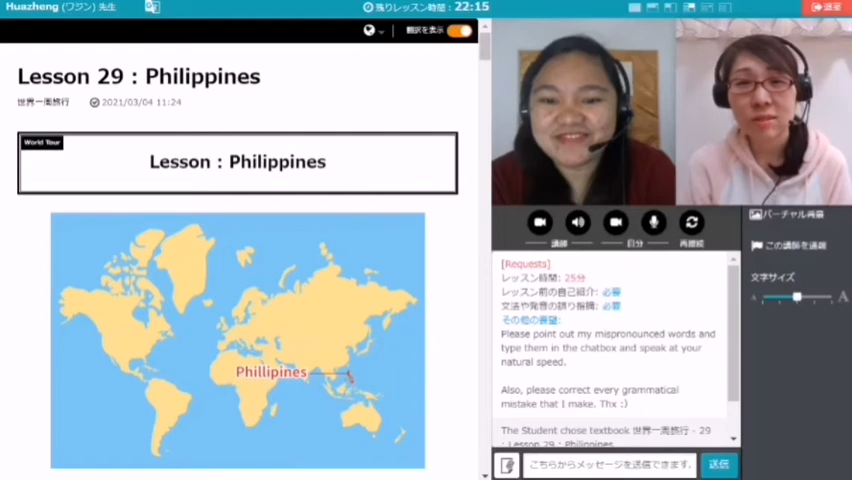 Huazheng (ワジン) 先生
残りレッスン時間：22:15
退室
翻訳を表示
Lesson 29 : Philippines
世界一周旅行 2021/03/04 11:24
World Tour
Lesson : Philippines
Phillipines
講師 自分 再接続
バーチャル背景
この講師を通報
文字サイズ
A A
[Requests]
レッスン時間: 25分
レッスン前の自己紹介: 必要
文法や発音の誤り指摘: 必要
その他の要望:
Please point out my mispronounced words and
type them in the chatbox and speak at your
natural speed.
Also, please correct every grammatical
mistake that I make. Thx :)
The Student chose textbook 世界一周旅行 - 29
: Lesson 29 : Philippines
こちらからメッセージを送信できます。
送信